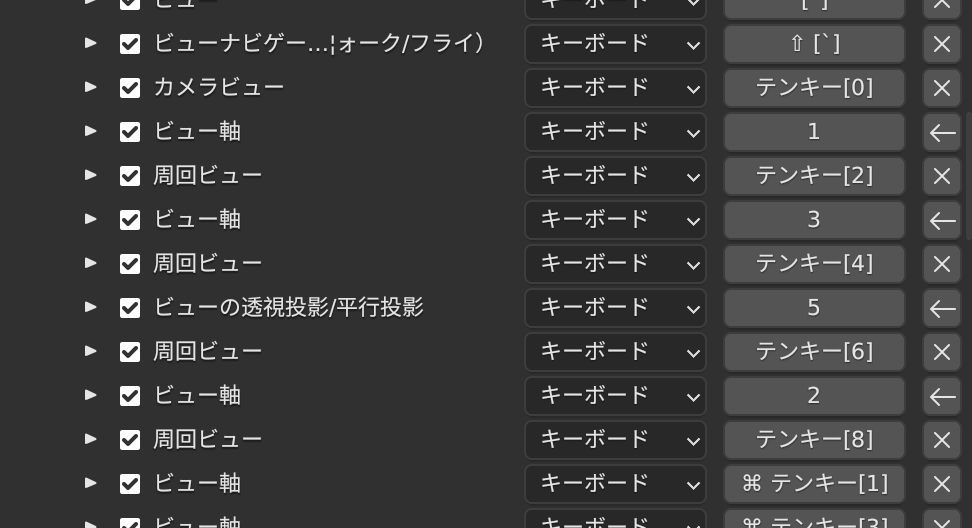 ビュー キーボード [`]
ビューナビゲー…¦ォーク/フライ） キーボード ⇧ [`]
カメラビュー キーボード テンキー[0]
ビュー軸 キーボード 1
周回ビュー キーボード テンキー[2]
ビュー軸 キーボード 3
周回ビュー キーボード テンキー[4]
ビューの透視投影/平行投影 キーボード 5
周回ビュー キーボード テンキー[6]
ビュー軸 キーボード 2
周回ビュー キーボード テンキー[8]
ビュー軸 キーボード ⌘ テンキー[1]
ビュー軸 キーボード ⌘ テンキー[3]